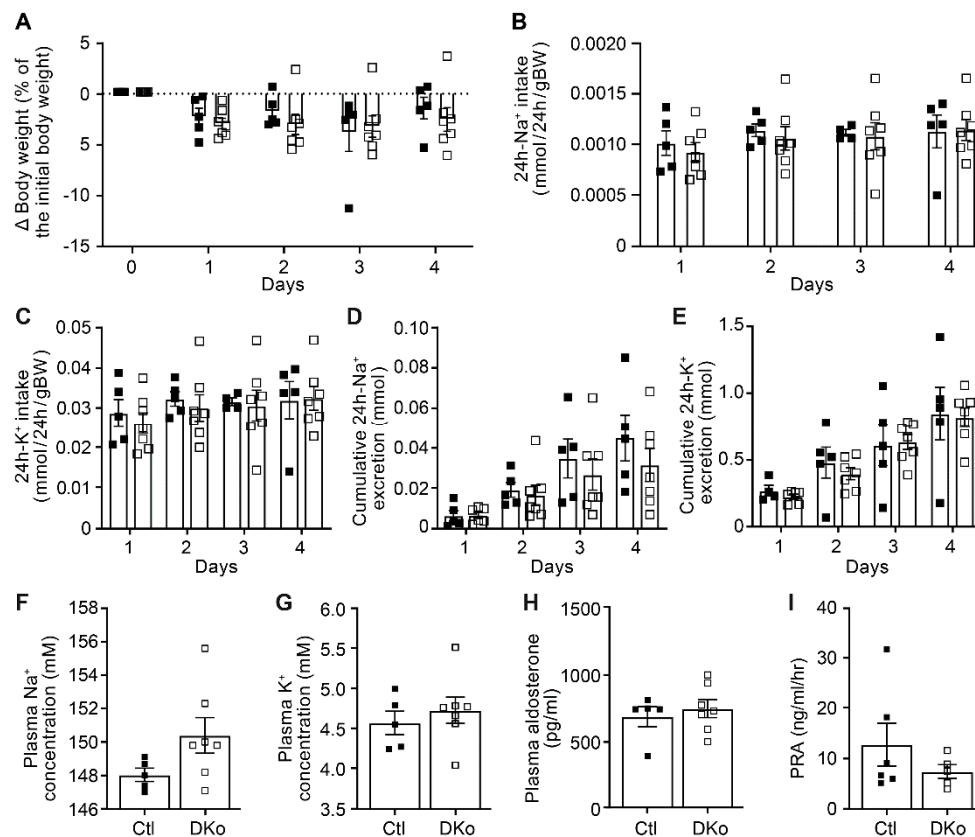 A
Δ Body weight (% of
the initial body weight)
5
0
-5
-10
-15
0 1 2 3 4
Days
B
24h-Na⁺ intake
(mmol/24h/gBW)
0.0020
0.0015
0.0010
0.0005
0
1 2 3 4
Days
C
24h-K⁺ intake
(mmol/24h/gBW)
0.05
0.04
0.03
0.02
0.01
0
1 2 3 4
Days
D
Cumulative 24h-Na⁺
excretion (mmol)
0.10
0.08
0.06
0.04
0.02
0
1 2 3 4
Days
E
Cumulative 24h-K⁺
excretion (mmol)
1.5
1.0
0.5
0
1 2 3 4
Days
F
Plasma Na⁺
concentration (mM)
158
156
154
152
150
148
146
Ctl DKo
G
Plasma K⁺
concentration (mM)
6.0
5.5
5.0
4.5
4.0
3.5
Ctl DKo
H
Plasma aldosterone
(pg/ml)
1500
1000
500
0
Ctl DKo
I
PRA (ng/ml/hr)
40
30
20
10
0
Ctl DKo